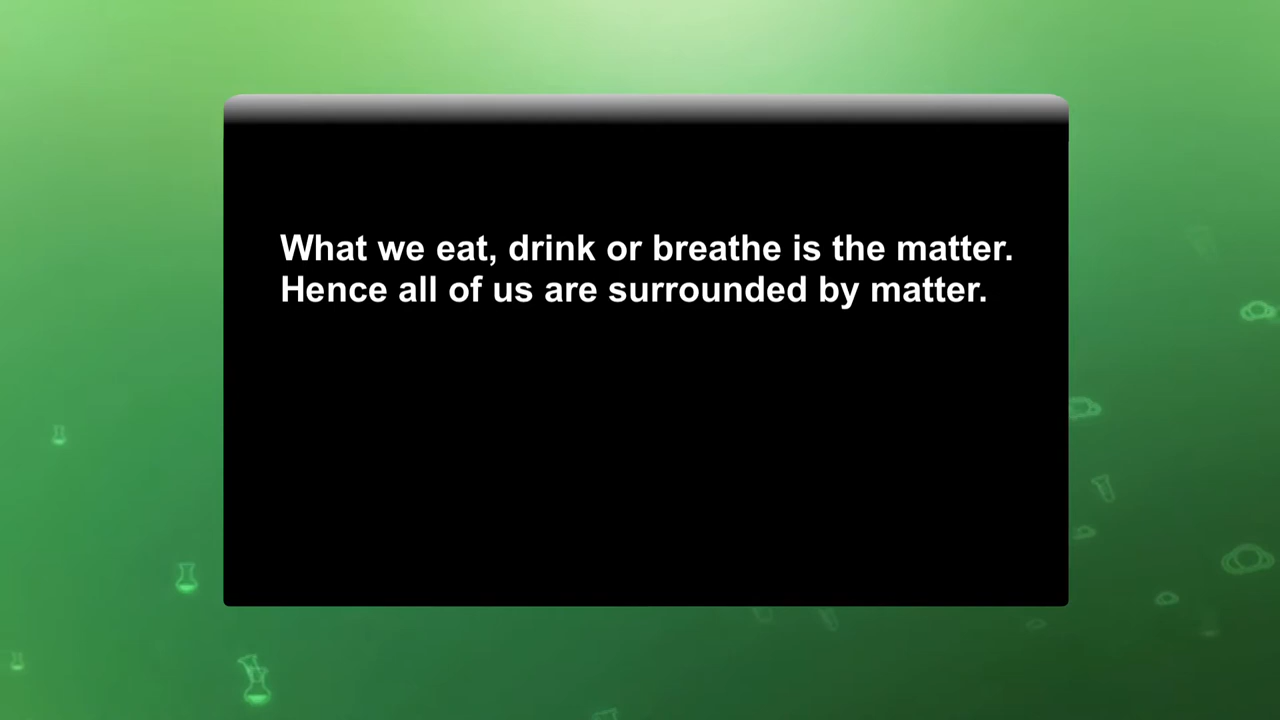 What we eat, drink or breathe is the matter.
Hence all of us are surrounded by matter.